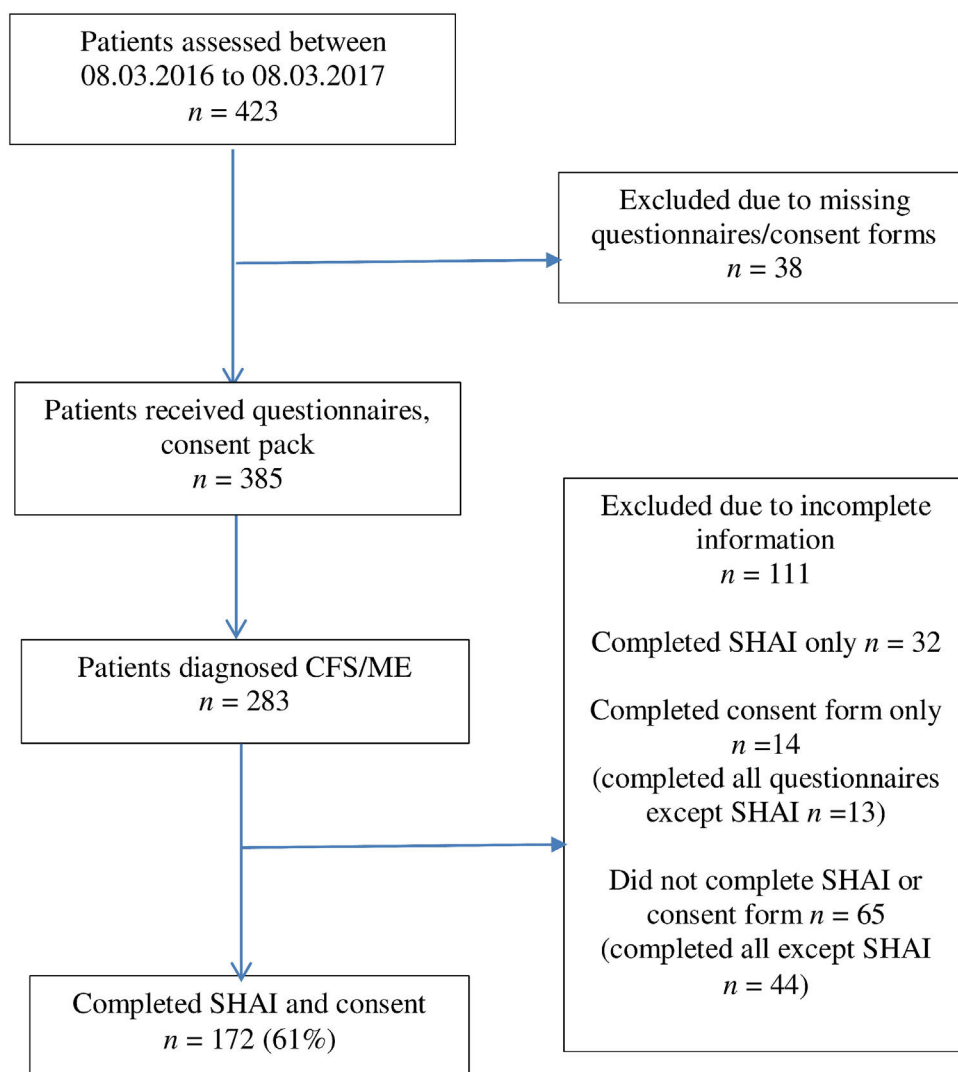 Patients assessed between
08.03.2016 to 08.03.2017
n = 423
Excluded due to missing
questionnaires/consent forms
n = 38
Patients received questionnaires,
consent pack
n = 385
Excluded due to incomplete
information
n = 111
Completed SHAI only n = 32
Completed consent form only
n =14
(completed all questionnaires
except SHAI n =13)
Did not complete SHAI or
consent form n = 65
(completed all except SHAI
n = 44)
Patients diagnosed CFS/ME
n = 283
Completed SHAI and consent
n = 172 (61%)